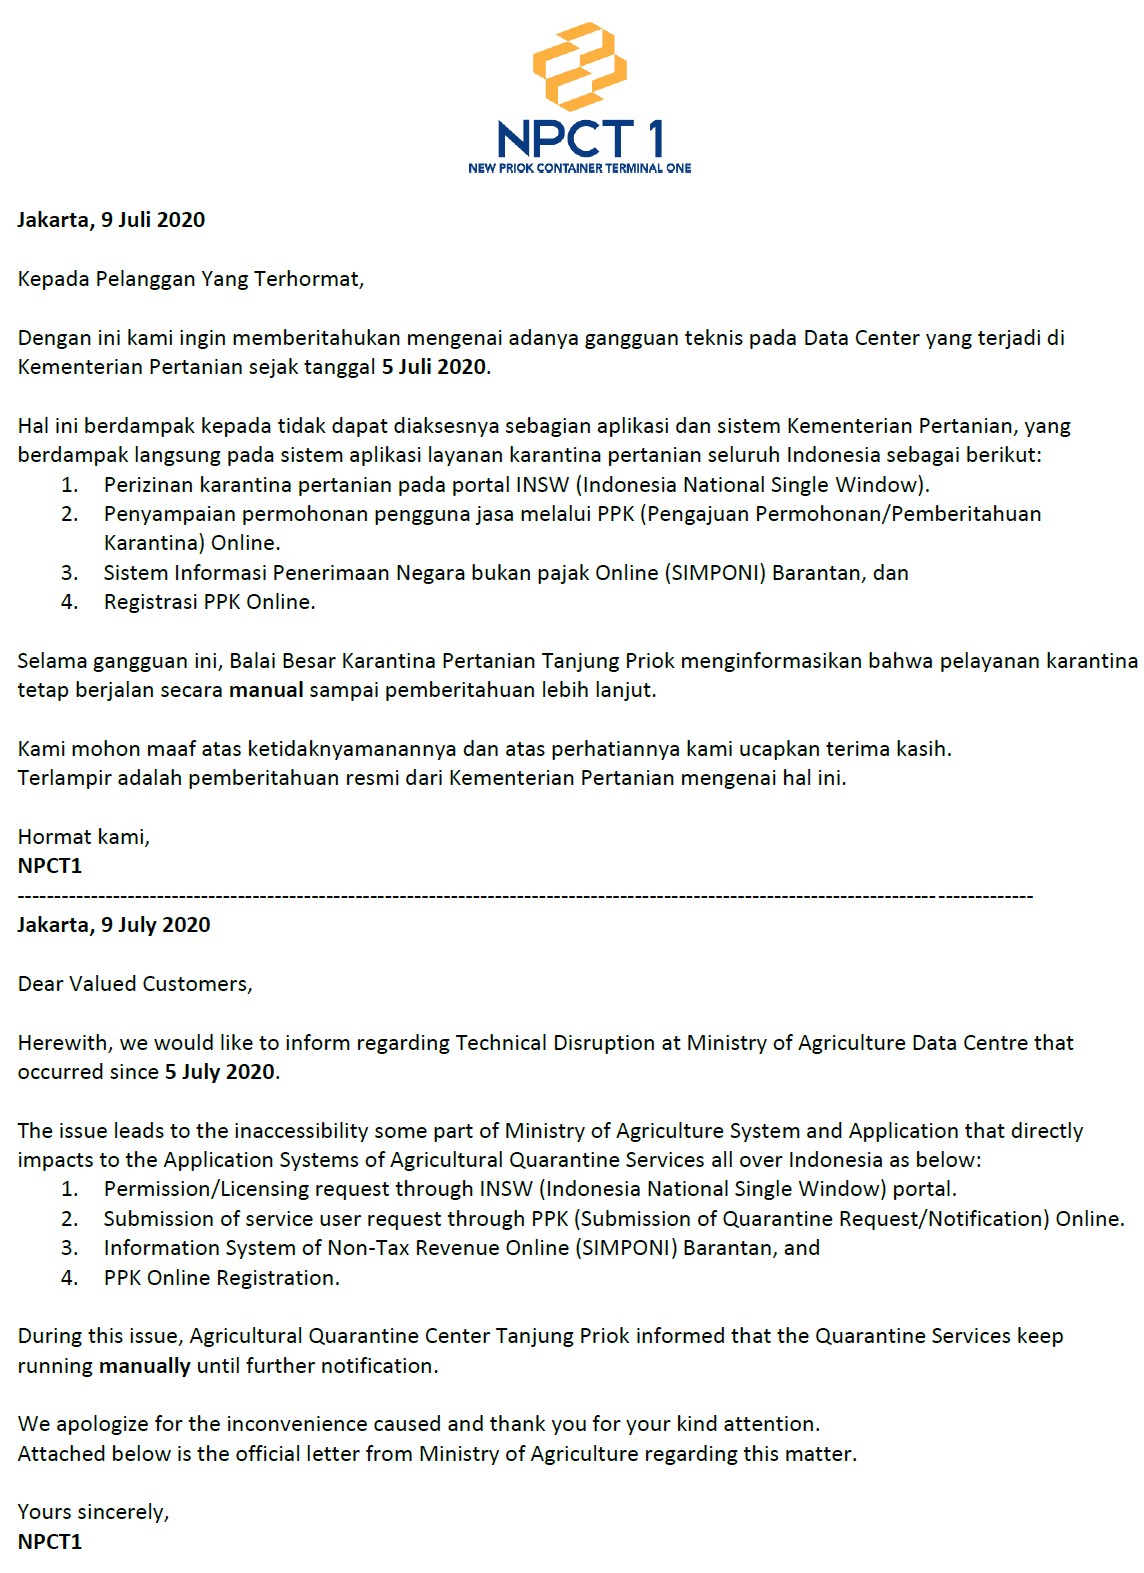 NPCT 1
NEW PRIOK CONTAINER TERMINAL ONE
Jakarta, 9 Juli 2020
Kepada Pelanggan Yang Terhormat,
Dengan ini kami ingin memberitahukan mengenai adanya gangguan teknis pada Data Center yang terjadi di
Kementerian Pertanian sejak tanggal 5 Juli 2020.
Hal ini berdampak kepada tidak dapat diaksesnya sebagian aplikasi dan sistem Kementerian Pertanian, yang
berdampak langsung pada sistem aplikasi layanan karantina pertanian seluruh Indonesia sebagai berikut:
1. Perizinan karantina pertanian pada portal INSW (Indonesia National Single Window).
2. Penyampaian permohonan pengguna jasa melalui PPK (Pengajuan Permohonan/Pemberitahuan
Karantina) Online.
3. Sistem Informasi Penerimaan Negara bukan pajak Online (SIMPONI) Barantan, dan
4. Registrasi PPK Online.
Selama gangguan ini, Balai Besar Karantina Pertanian Tanjung Priok menginformasikan bahwa pelayanan karantina
tetap berjalan secara manual sampai pemberitahuan lebih lanjut.
Kami mohon maaf atas ketidaknyamanannya dan atas perhatiannya kami ucapkan terima kasih.
Terlampir adalah pemberitahuan resmi dari Kementerian Pertanian mengenai hal ini.
Hormat kami,
NPCT1
-------------------------------------------------------------------------------------------------------------------------------------------
Jakarta, 9 July 2020
Dear Valued Customers,
Herewith, we would like to inform regarding Technical Disruption at Ministry of Agriculture Data Centre that
occurred since 5 July 2020.
The issue leads to the inaccessibility some part of Ministry of Agriculture System and Application that directly
impacts to the Application Systems of Agricultural Quarantine Services all over Indonesia as below:
1. Permission/Licensing request through INSW (Indonesia National Single Window) portal.
2. Submission of service user request through PPK (Submission of Quarantine Request/Notification) Online.
3. Information System of Non-Tax Revenue Online (SIMPONI) Barantan, and
4. PPK Online Registration.
During this issue, Agricultural Quarantine Center Tanjung Priok informed that the Quarantine Services keep
running manually until further notification.
We apologize for the inconvenience caused and thank you for your kind attention.
Attached below is the official letter from Ministry of Agriculture regarding this matter.
Yours sincerely,
NPCT1